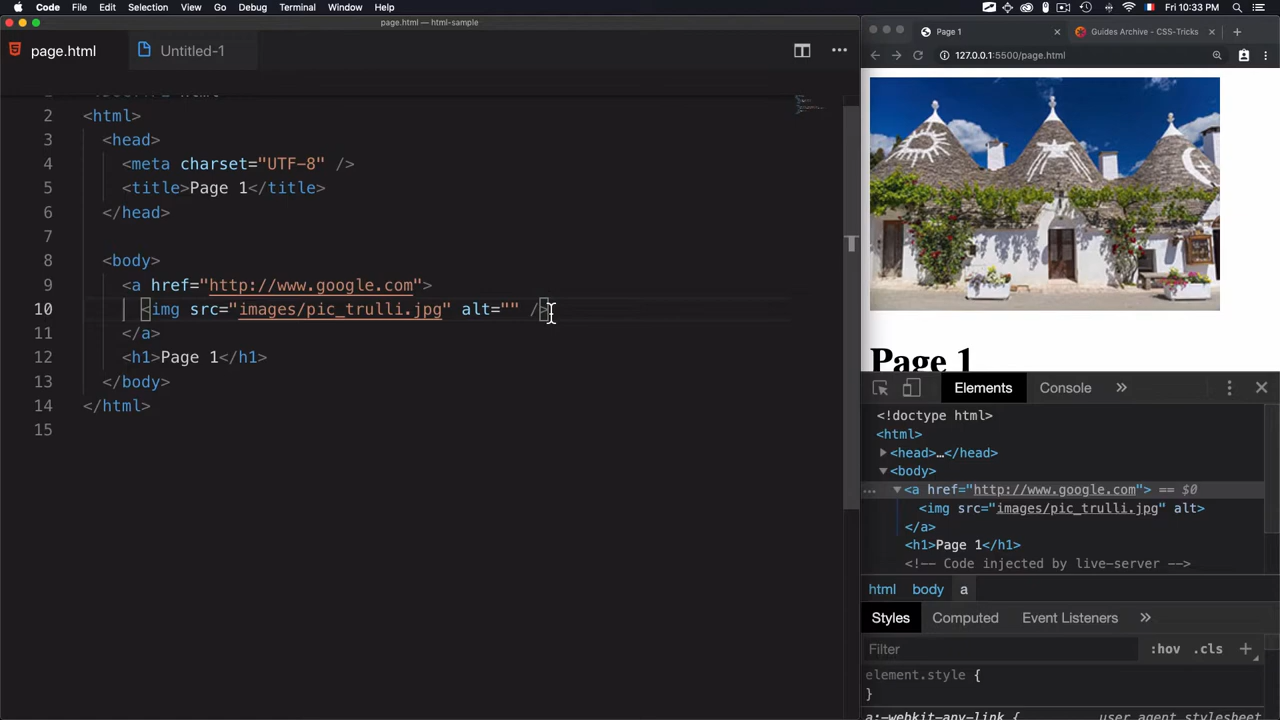 Code File Edit Selection View Go Debug Terminal Window Help Fri 10:33 PM
page.html — html-sample
page.html Untitled-1
1
2 <html>
3 <head>
4 <meta charset="UTF-8" />
5 <title>Page 1</title>
6 </head>
7
8 <body>
9 <a href="http://www.google.com">
10 <img src="images/pic_trulli.jpg" alt="" />
11 </a>
12 <h1>Page 1</h1>
13 </body>
14 </html>
15
Page 1 Guides Archive - CSS-Tricks
127.0.0.1:5500/page.html
Page 1
Elements Console
<!doctype html>
<html>
<head>…</head>
<body>
<a href="http://www.google.com"> == $0
<img src="images/pic_trulli.jpg" alt>
</a>
<h1>Page 1</h1>
<!-- Code injected by live-server -->
html body a
Styles Computed Event Listeners
Filter :hov .cls
element.style {
}
a:-webkit-any-link { user agent stylesheet